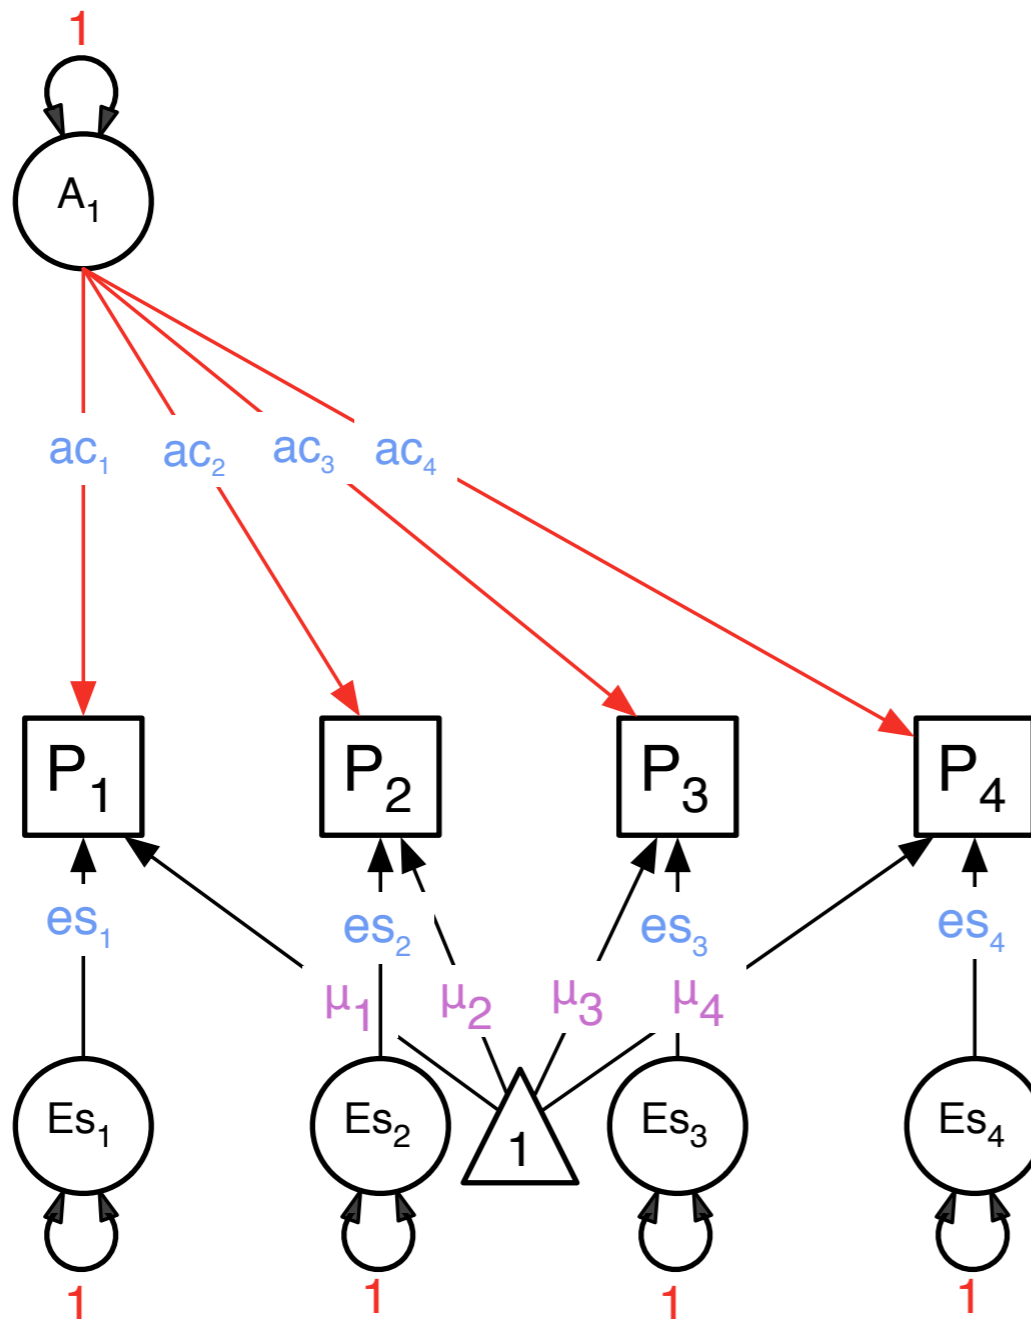 1
A₁
ac₁ ac₂ ac₃ ac₄
P₁ P₂ P₃ P₄
es₁ es₂ es₃ es₄
μ₁ μ₂ μ₃ μ₄
Es₁ Es₂ 1 Es₃ Es₄
1 1 1 1